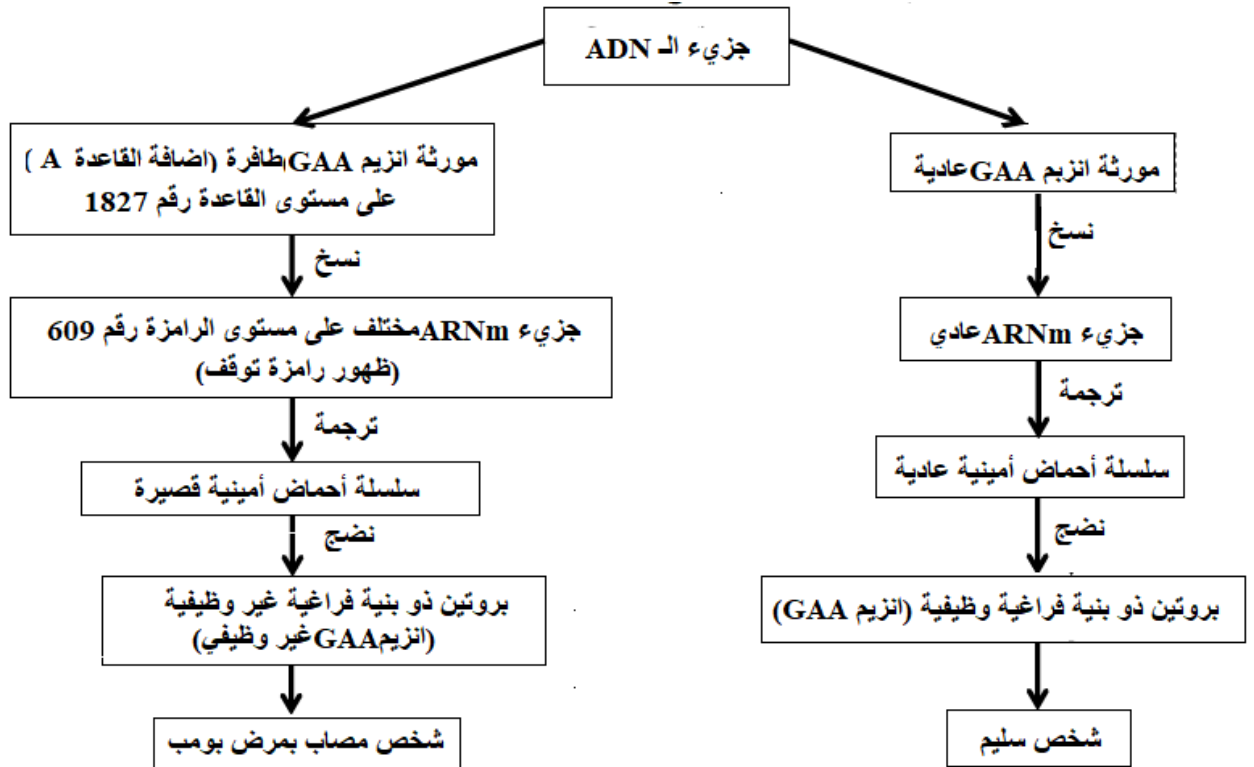 جزيء الـ ADN
مورثة انزيم GAA طافرة (اضافة القاعدة A )
على مستوى القاعدة رقم 1827
نسخ
جزيء ARNm مختلف على مستوى الرامزة رقم 609
(ظهور رامزة توقف)
ترجمة
سلسلة أحماض أمينية قصيرة
نضج
بروتين ذو بنية فراغية غير وظيفية
(انزيم GAA غير وظيفي)
شخص مصاب بمرض بومب
مورثة انزيم GAA عادية
نسخ
جزيء ARNm عادي
ترجمة
سلسلة أحماض أمينية عادية
نضج
بروتين ذو بنية فراغية وظيفية (انزيم GAA)
شخص سليم